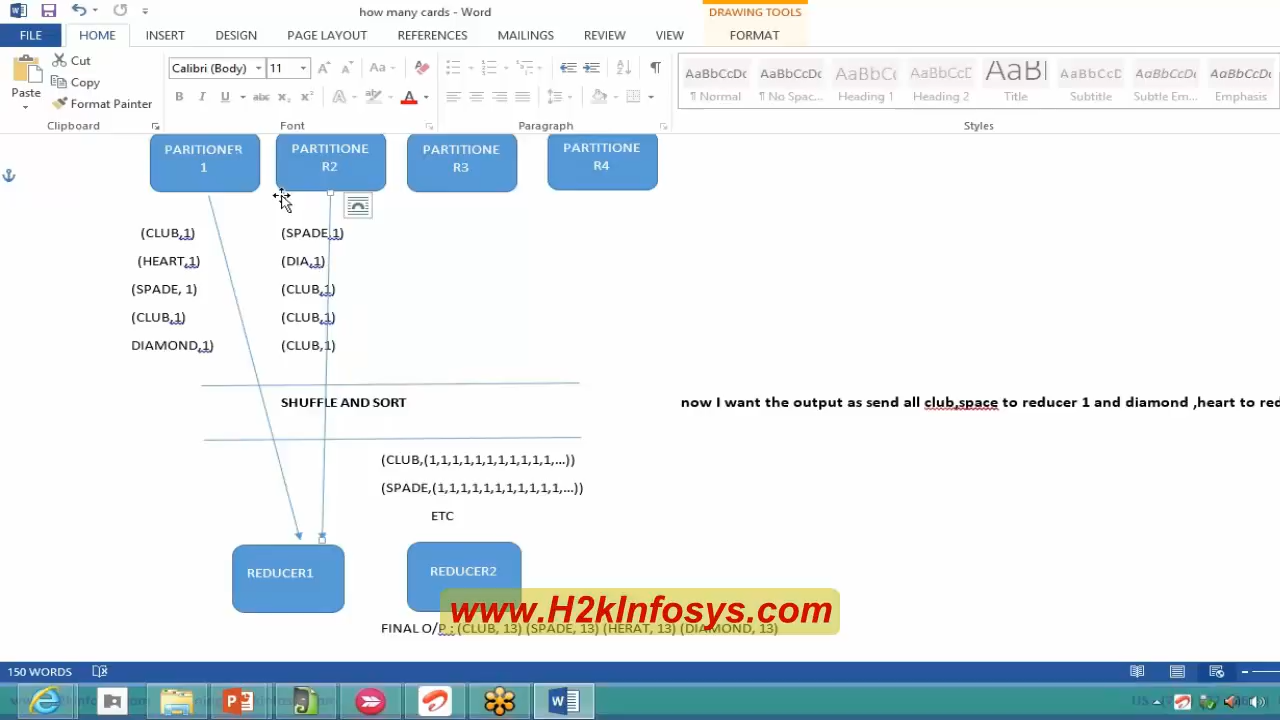 how many cards - Word
DRAWING TOOLS
FILE HOME INSERT DESIGN PAGE LAYOUT REFERENCES MAILINGS REVIEW VIEW FORMAT
Paste
Cut
Copy
Format Painter
Calibri (Body) 11
AaBbCcDc AaBbCcDc AaBbC AaBbCcD AaBl AaBbCcD AaBbCcDc AaBbCcDc
¶ Normal ¶ No Spac... Heading 1 Heading 2 Title Subtitle Subtle Em... Emphasis
Clipboard Font Paragraph Styles
PARITIONER
1
PARTITIONE
R2
PARTITIONE
R3
PARTITIONE
R4
(CLUB,1) (SPADE,1)
(HEART,1) (DIA,1)
(SPADE, 1) (CLUB,1)
(CLUB,1) (CLUB,1)
DIAMOND,1) (CLUB,1)
SHUFFLE AND SORT
now I want the output as send all club,space to reducer 1 and diamond ,heart to red
(CLUB,(1,1,1,1,1,1,1,1,1,1,1,...))
(SPADE,(1,1,1,1,1,1,1,1,1,1,1,...))
ETC
REDUCER1 REDUCER2
www.H2kInfosys.com
FINAL O/P : (CLUB, 13) (SPADE, 13) (HERAT, 13) (DIAMOND, 13)
150 WORDS